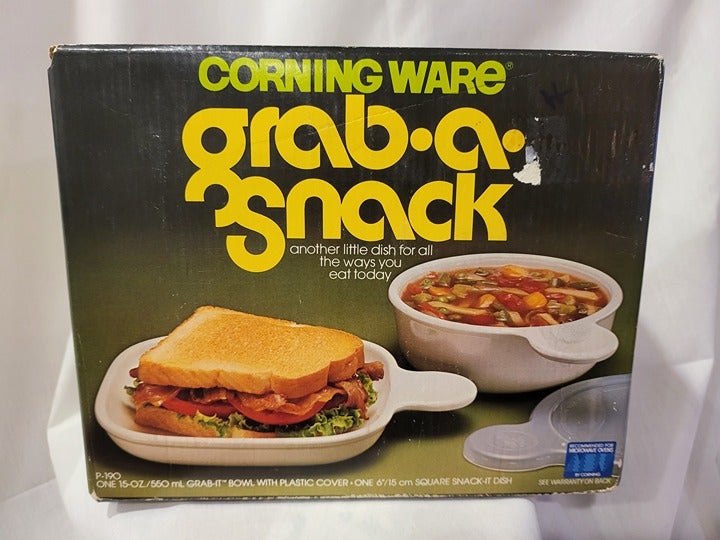 CORNING WARE®
grab•a•
snack
another little dish for all
the ways you
eat today
P-190
ONE 15-OZ./550 mL GRAB-IT™ BOWL WITH PLASTIC COVER • ONE 6"/15 cm SQUARE SNACK-IT DISH
RECOMMENDED FOR
MICROWAVE OVENS
BY CORNING
SEE WARRANTY ON BACK